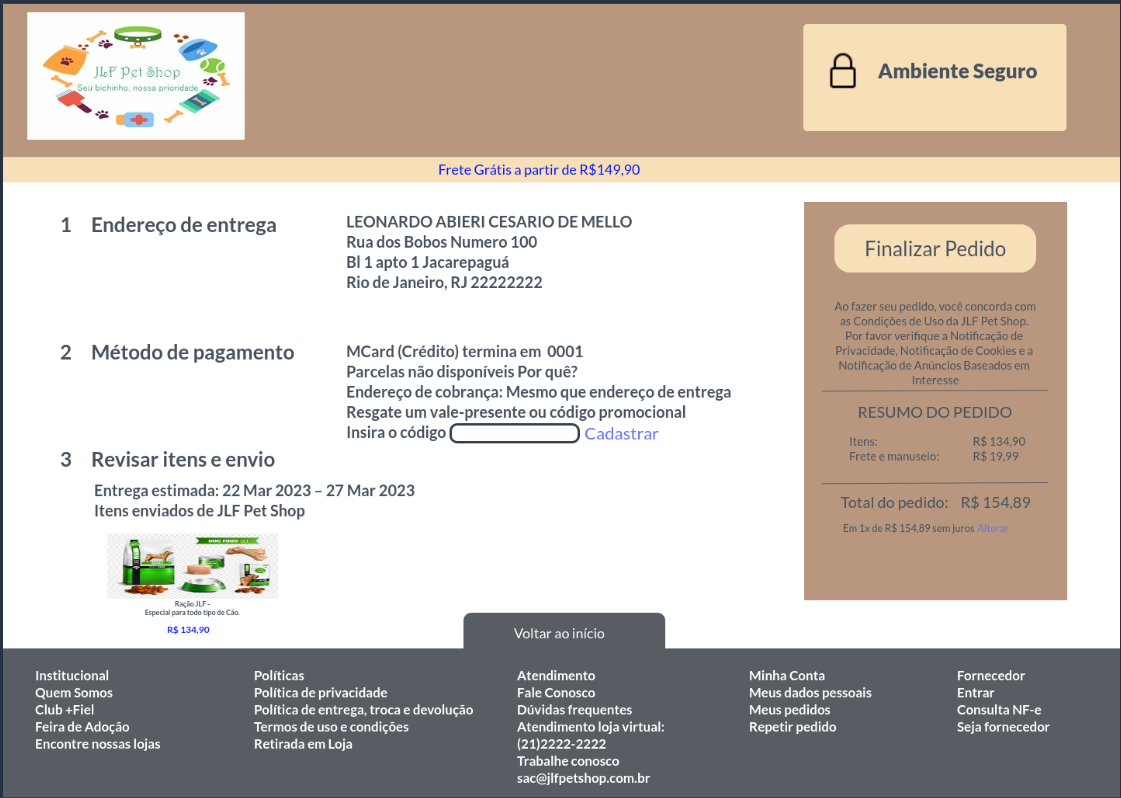 JLF Pet Shop
Seu bichinho, nossa prioridade
Ambiente Seguro
Frete Grátis a partir de R$149,90
1 Endereço de entrega
LEONARDO ABIERI CESARIO DE MELLO
Rua dos Bobos Numero 100
Bl 1 apto 1 Jacarepaguá
Rio de Janeiro, RJ 22222222
2 Método de pagamento
MCard (Crédito) termina em 0001
Parcelas não disponíveis Por quê?
Endereço de cobrança: Mesmo que endereço de entrega
Resgate um vale-presente ou código promocional
Insira o código Cadastrar
3 Revisar itens e envio
Entrega estimada: 22 Mar 2023 – 27 Mar 2023
Itens enviados de JLF Pet Shop
DOG FOOD
Ração JLF -
Especial para todo tipo de Cão.
R$ 134,90
Finalizar Pedido
Ao fazer seu pedido, você concorda com
as Condições de Uso da JLF Pet Shop.
Por favor verifique a Notificação de
Privacidade, Notificação de Cookies e a
Notificação de Anúncios Baseados em
Interesse
RESUMO DO PEDIDO
Itens: R$ 134,90
Frete e manuseio: R$ 19,99
Total do pedido: R$ 154,89
Em 1x de R$ 154,89 sem juros Alterar
Voltar ao início
Institucional
Quem Somos
Club +Fiel
Feira de Adoção
Encontre nossas lojas
Políticas
Política de privacidade
Política de entrega, troca e devolução
Termos de uso e condições
Retirada em Loja
Atendimento
Fale Conosco
Dúvidas frequentes
Atendimento loja virtual:
(21)2222-2222
Trabalhe conosco
sac@jlfpetshop.com.br
Minha Conta
Meus dados pessoais
Meus pedidos
Repetir pedido
Fornecedor
Entrar
Consulta NF-e
Seja fornecedor